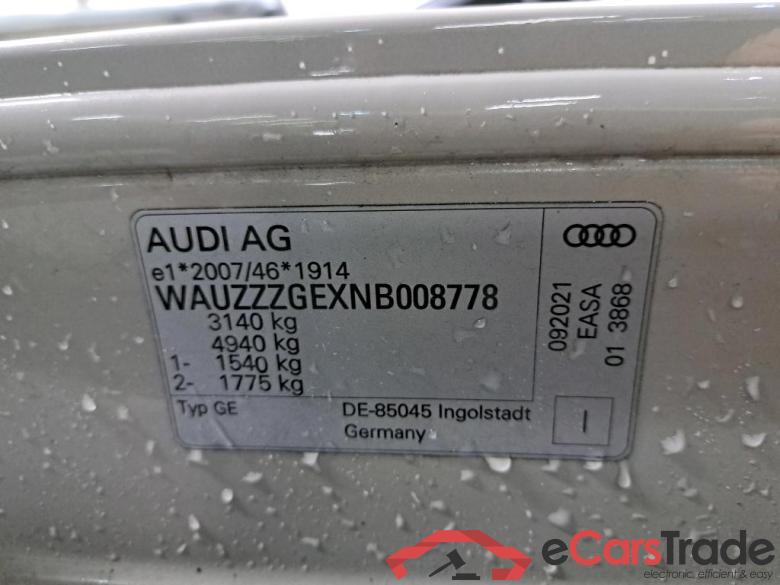 AUDI AG
e1*2007/46*1914
WAUZZZGEXNB008778
3140 kg
4940 kg
1- 1540 kg
2- 1775 kg
Typ GE
DE-85045 Ingolstadt
Germany
I
092021
EASA
01 3868
eCarsTrade
electronic, efficient & easy